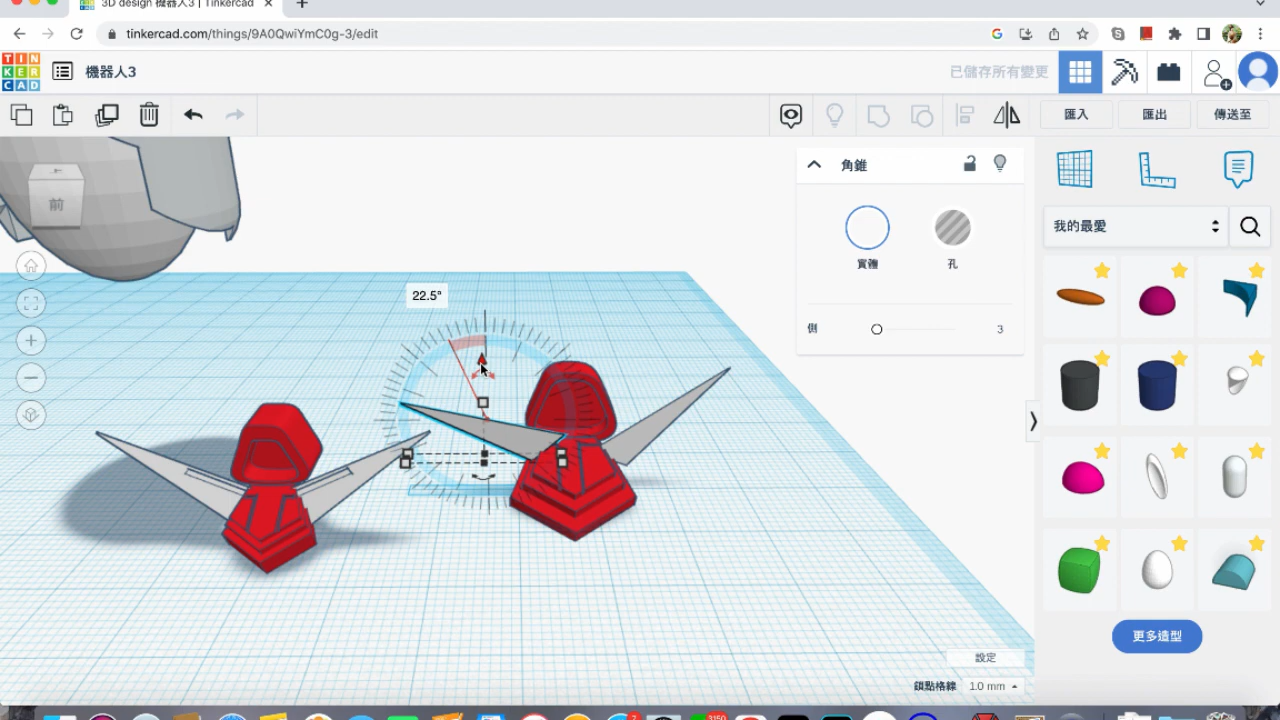 3D design 機器人3 | Tinkercad
tinkercad.com/things/9A0QwiYmC0g-3/edit
TIN
KER
CAD
機器人3
已儲存所有變更
匯入
匯出
傳送至
前
22.5°
角錐
實體
孔
側
3
我的最愛
更多造型
設定
鎖點格線
1.0 mm
3150